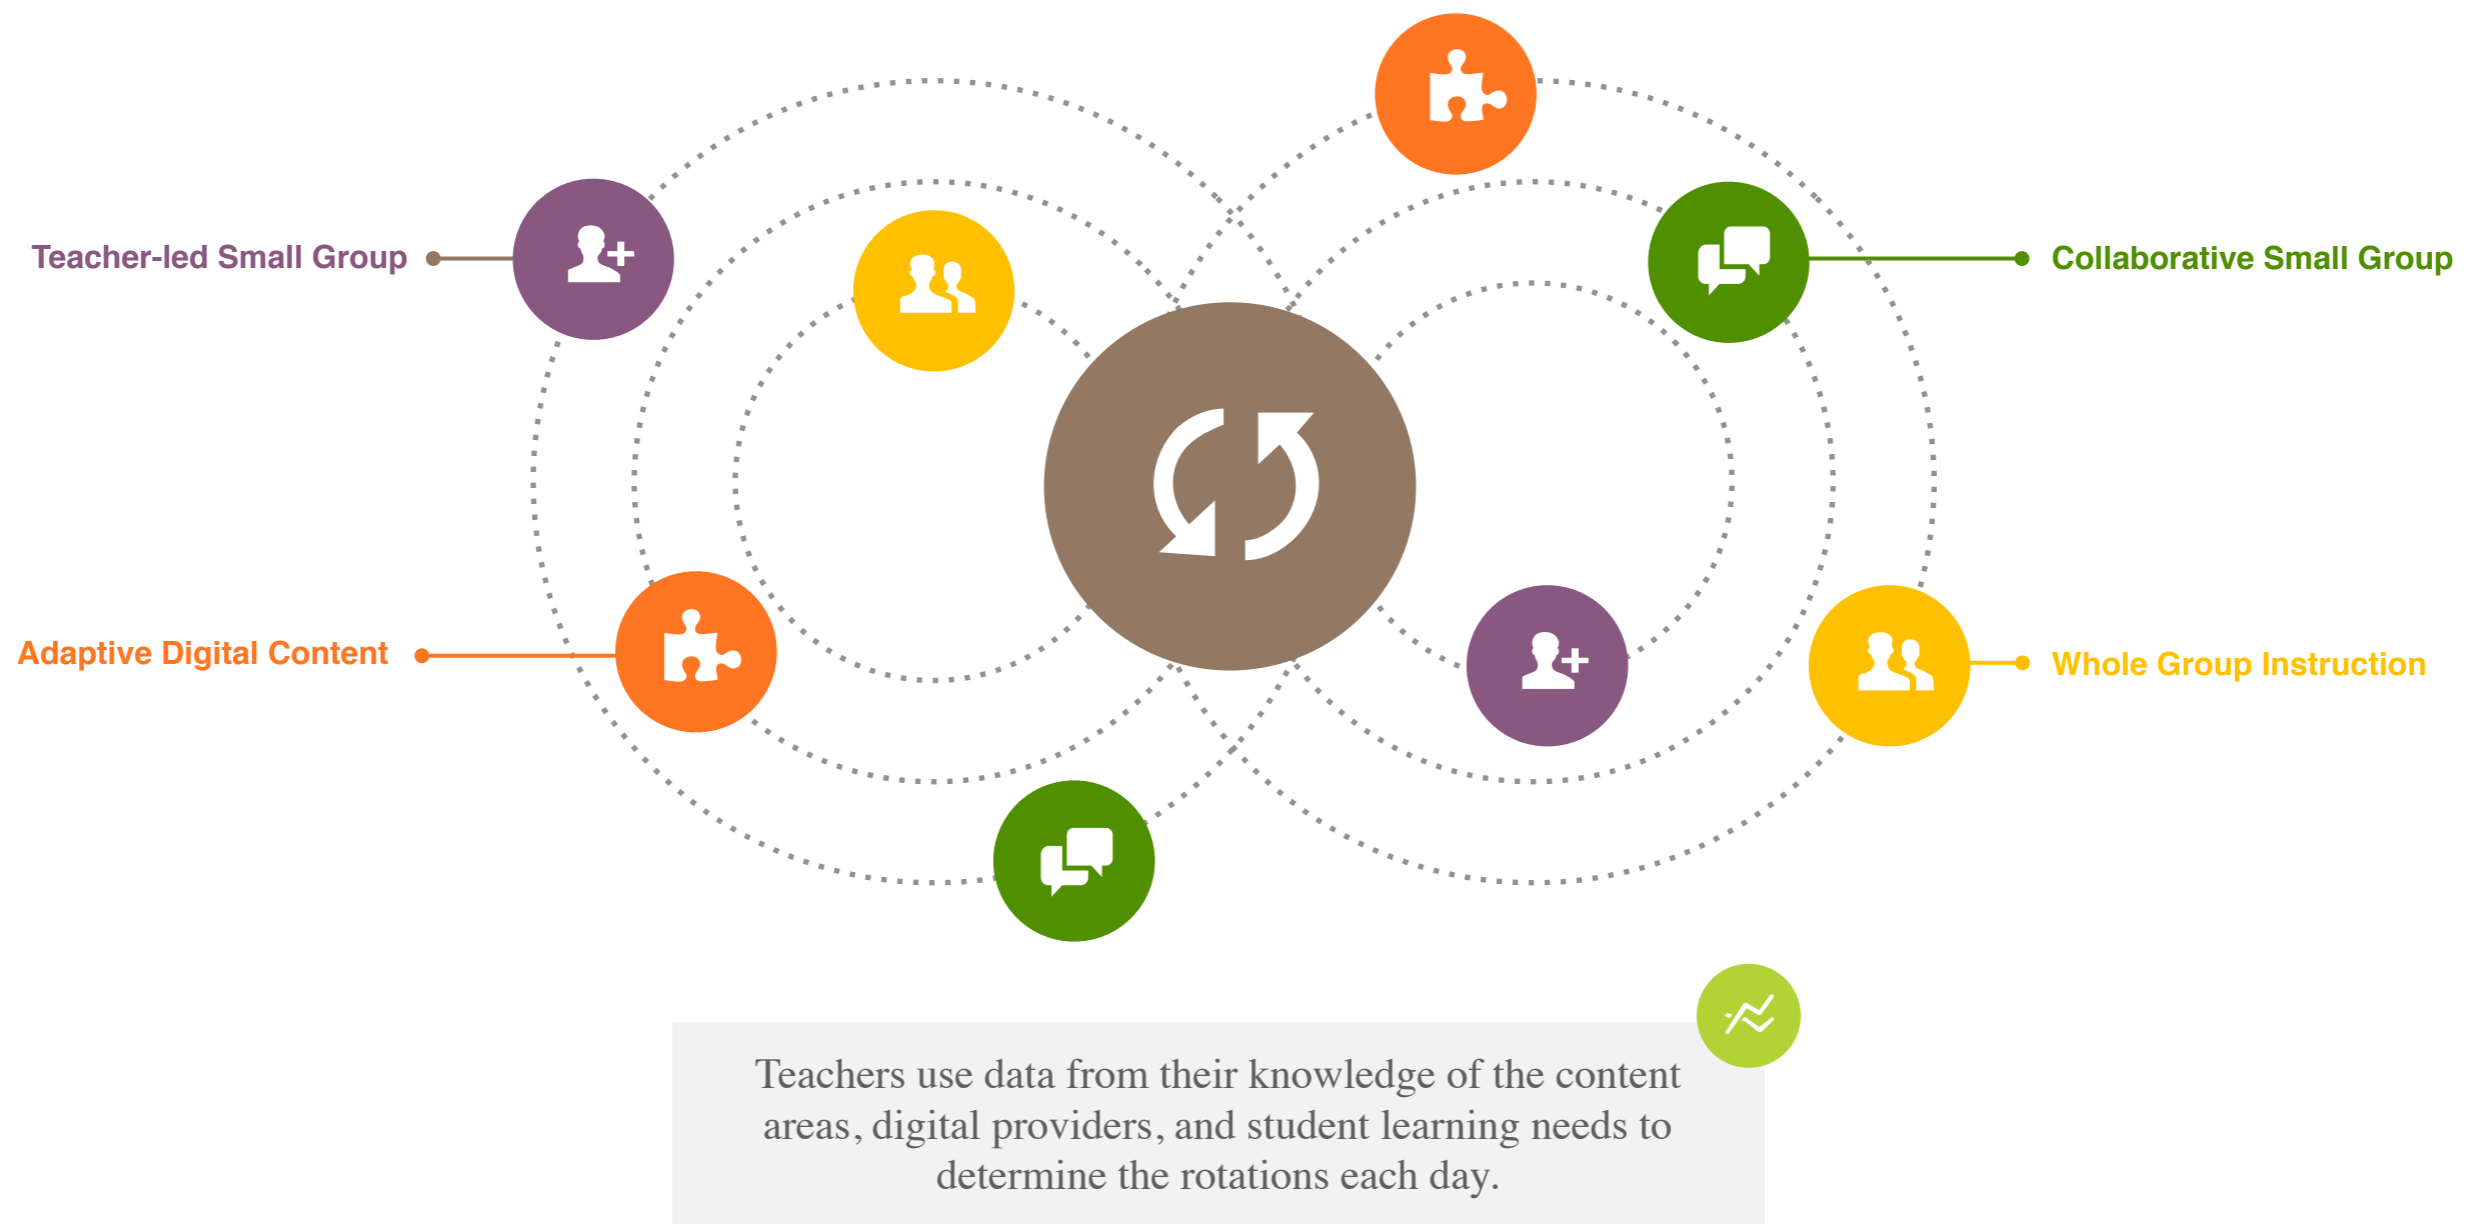 Teacher-led Small Group
Collaborative Small Group
Adaptive Digital Content
Whole Group Instruction
Teachers use data from their knowledge of the content
areas, digital providers, and student learning needs to
determine the rotations each day.